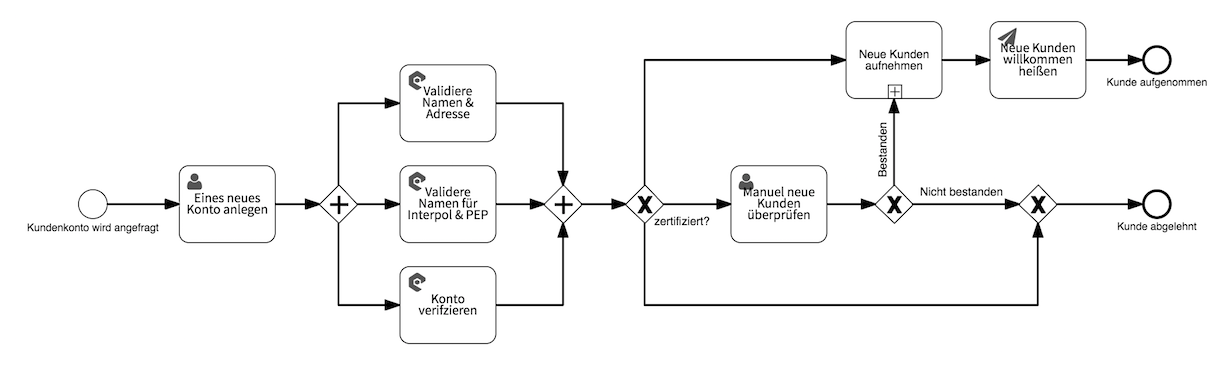 Kundenkonto wird angefragt
Eines neues
Konto anlegen
Validiere
Namen &
Adresse
Validere
Namen für
Interpol & PEP
Konto
verifzieren
zertifiziert?
Manuel neue
Kunden
überprüfen
Bestanden
Nicht bestanden
Neue Kunden
aufnehmen
Neue Kunden
willkommen
heißen
Kunde aufgenommen
Kunde abgelehnt